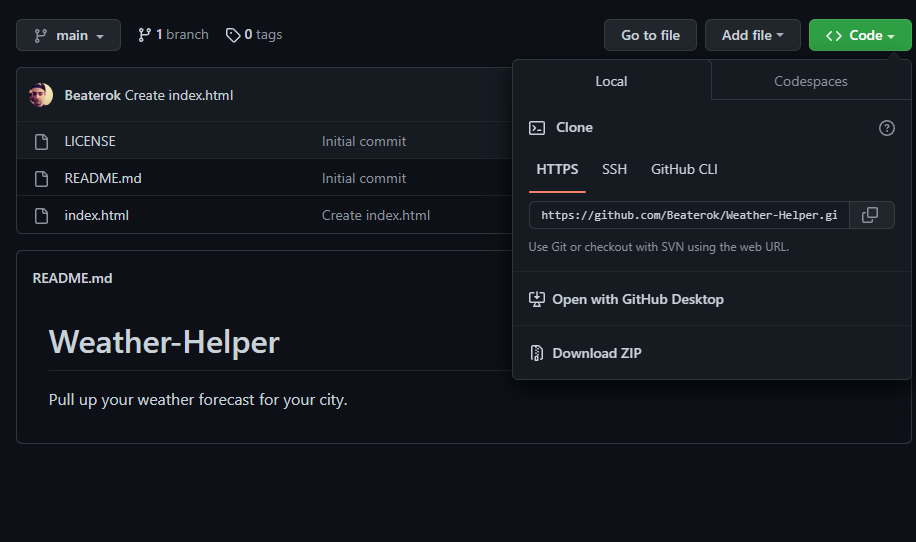 main
1 branch
0 tags
Go to file
Add file
Code
Beaterok Create index.html
LICENSE Initial commit
README.md Initial commit
index.html Create index.html
Local
Codespaces
Clone
HTTPS
SSH
GitHub CLI
https://github.com/Beaterok/Weather-Helper.gi
Use Git or checkout with SVN using the web URL.
Open with GitHub Desktop
Download ZIP
README.md
Weather-Helper
Pull up your weather forecast for your city.